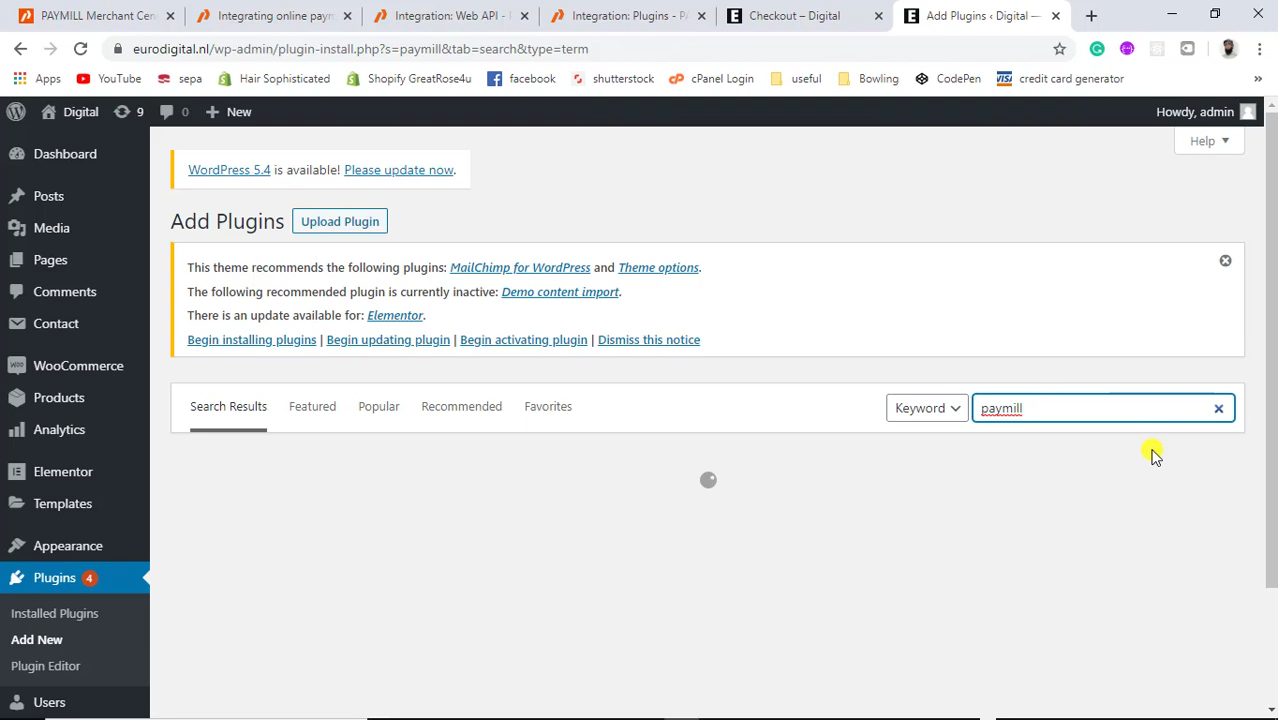 PAYMILL Merchant Cen
Integrating online paym
Integration: Web API -
Integration: Plugins - PA
Checkout – Digital
Add Plugins ‹ Digital —
eurodigital.nl/wp-admin/plugin-install.php?s=paymill&tab=search&type=term
Apps YouTube sepa Hair Sophisticated Shopify GreatRose4u facebook shutterstock cPanel Login useful Bowling CodePen credit card generator »
Digital 9 0 New Howdy, admin
Help
Dashboard
Posts
Media
Pages
Comments
Contact
WooCommerce
Products
Analytics
Elementor
Templates
Appearance
Plugins 4
Installed Plugins
Add New
Plugin Editor
Users
WordPress 5.4 is available! Please update now.
Add Plugins Upload Plugin
This theme recommends the following plugins: MailChimp for WordPress and Theme options.
The following recommended plugin is currently inactive: Demo content import.
There is an update available for: Elementor.
Begin installing plugins | Begin updating plugin | Begin activating plugin | Dismiss this notice
Search Results Featured Popular Recommended Favorites Keyword paymill